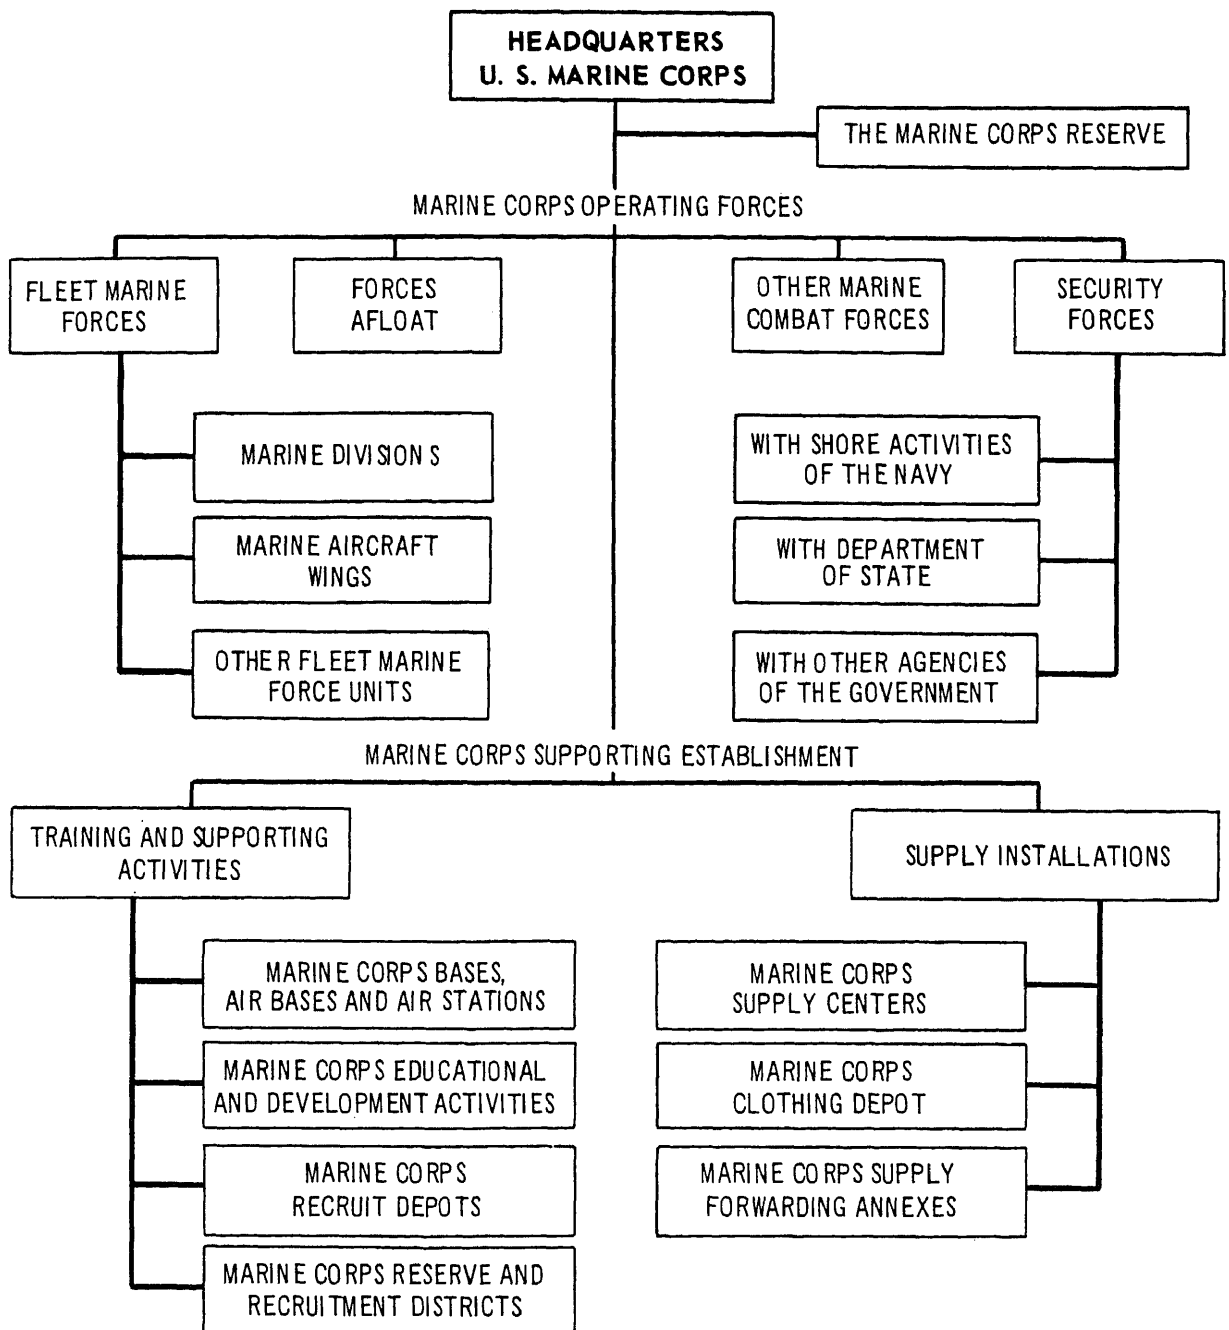 HEADQUARTERS
U. S. MARINE CORPS
THE MARINE CORPS RESERVE
MARINE CORPS OPERATING FORCES
FLEET MARINE
FORCES
FORCES
AFLOAT
OTHER MARINE
COMBAT FORCES
SECURITY
FORCES
MARINE DIVISIONS
MARINE AIRCRAFT
WINGS
OTHER FLEET MARINE
FORCE UNITS
WITH SHORE ACTIVITIES
OF THE NAVY
WITH DEPARTMENT
OF STATE
WITH OTHER AGENCIES
OF THE GOVERNMENT
MARINE CORPS SUPPORTING ESTABLISHMENT
TRAINING AND SUPPORTING
ACTIVITIES
SUPPLY INSTALLATIONS
MARINE CORPS BASES,
AIR BASES AND AIR STATIONS
MARINE CORPS EDUCATIONAL
AND DEVELOPMENT ACTIVITIES
MARINE CORPS
RECRUIT DEPOTS
MARINE CORPS RESERVE AND
RECRUITMENT DISTRICTS
MARINE CORPS
SUPPLY CENTERS
MARINE CORPS
CLOTHING DEPOT
MARINE CORPS SUPPLY
FORWARDING ANNEXES